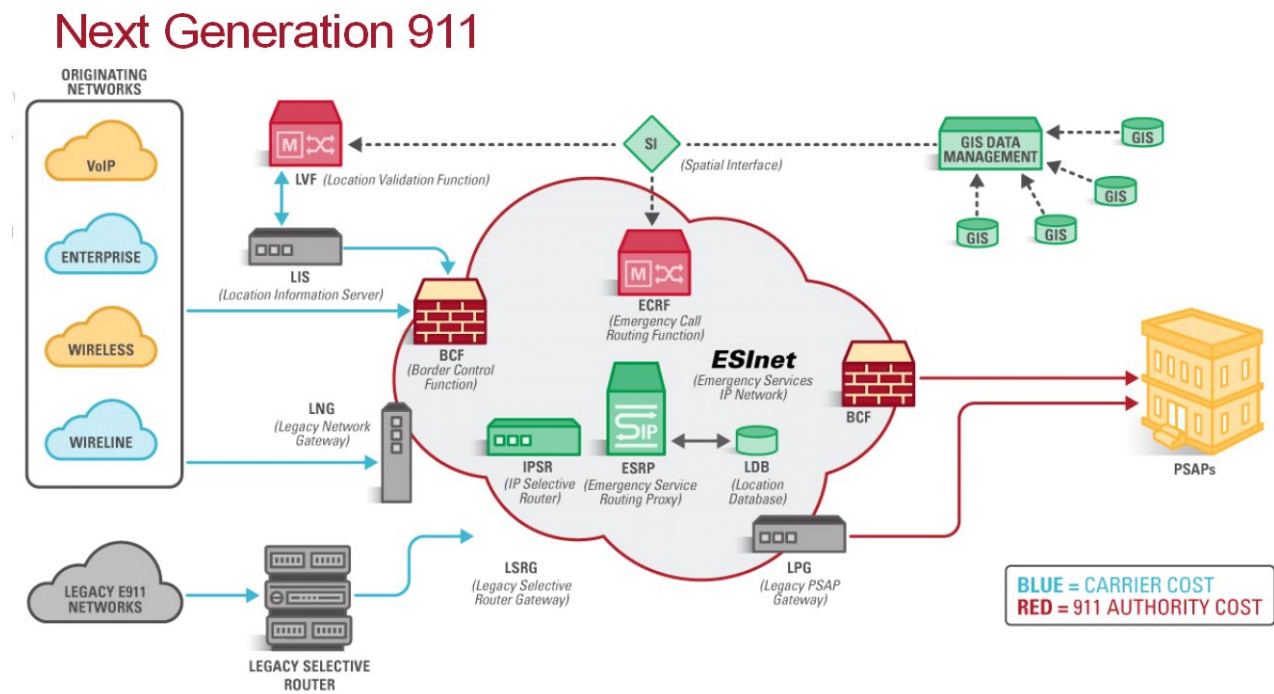 Next Generation 911
ORIGINATING
NETWORKS
VoIP
ENTERPRISE
WIRELESS
WIRELINE
LEGACY E911
NETWORKS
LEGACY SELECTIVE
ROUTER
M
LVF (Location Validation Function)
LIS
(Location Information Server)
BCF
(Border Control
Function)
LNG
(Legacy Network
Gateway)
LSRG
(Legacy Selective
Router Gateway)
SI
(Spatial Interface)
GIS DATA
MANAGEMENT
GIS
GIS
GIS
GIS
M
ECRF
(Emergency Call
Routing Function)
ESInet
(Emergency Services
IP Network)
IPSR
(IP Selective
Router)
SIP
ESRP
(Emergency Service
Routing Proxy)
LDB
(Location
Database)
BCF
LPG
(Legacy PSAP
Gateway)
PSAPs
BLUE = CARRIER COST
RED = 911 AUTHORITY COST